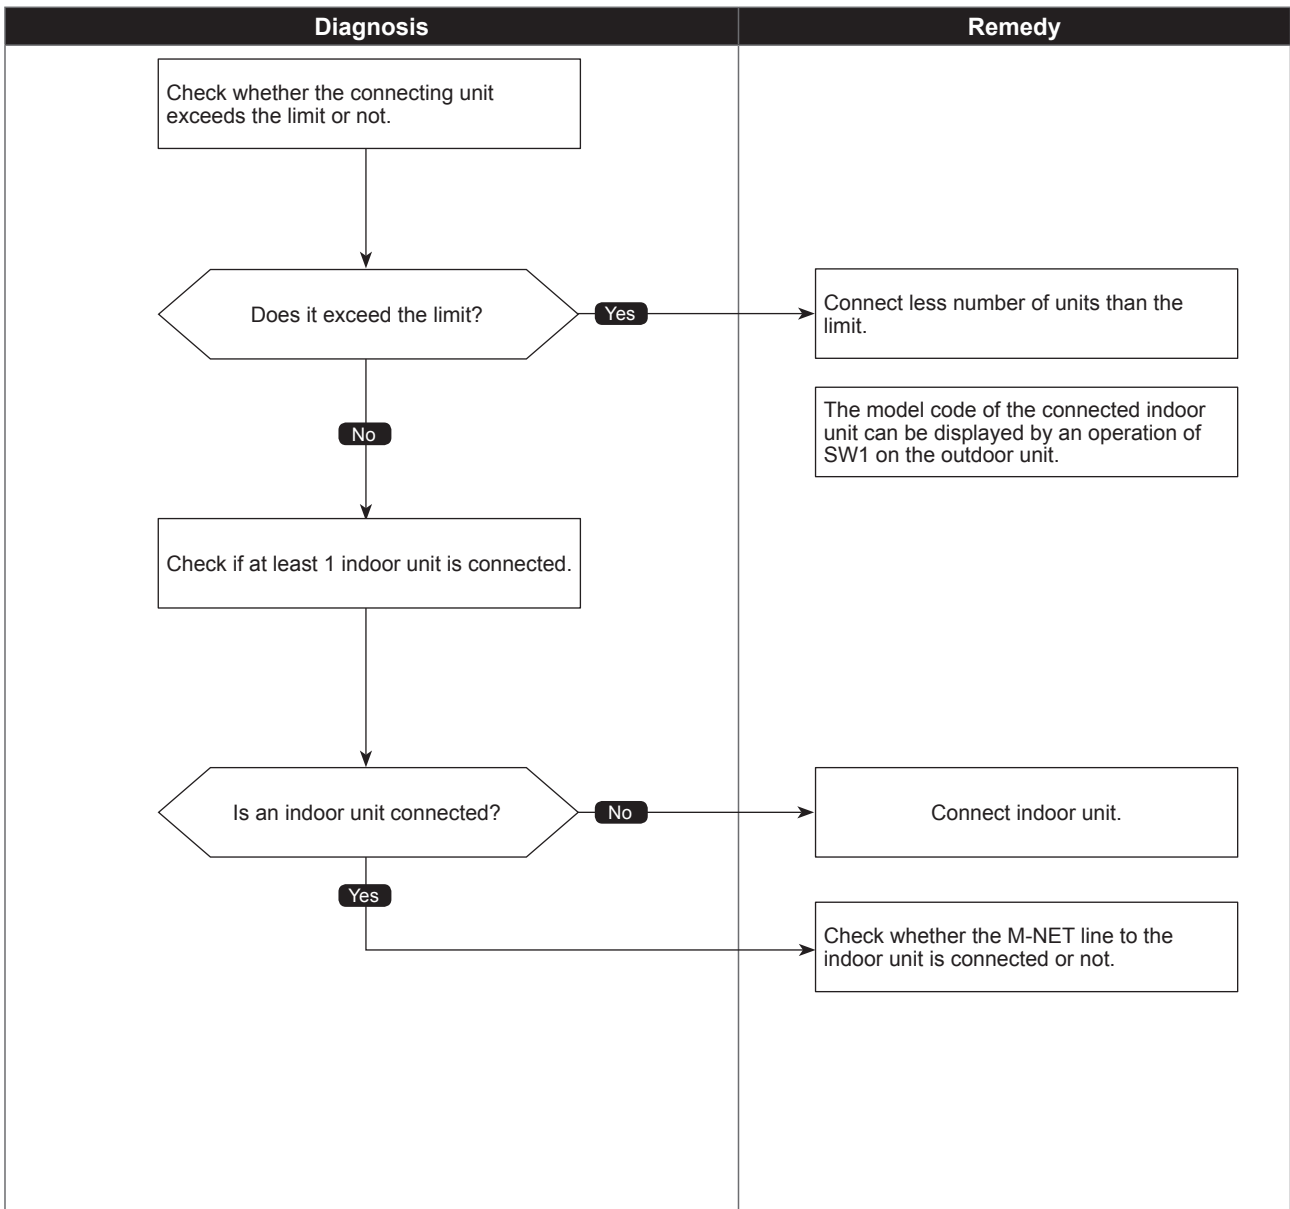 Diagnosis
Remedy
Check whether the connecting unit
exceeds the limit or not.
Does it exceed the limit?
Yes
Connect less number of units than the
limit.
The model code of the connected indoor
unit can be displayed by an operation of
SW1 on the outdoor unit.
No
Check if at least 1 indoor unit is connected.
Is an indoor unit connected?
No
Connect indoor unit.
Yes
Check whether the M-NET line to the
indoor unit is connected or not.